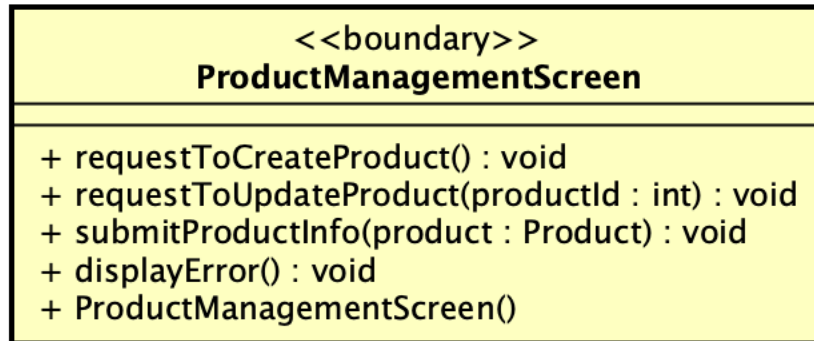 <<boundary>>
ProductManagementScreen
+ requestToCreateProduct() : void
+ requestToUpdateProduct(productId : int) : void
+ submitProductInfo(product : Product) : void
+ displayError() : void
+ ProductManagementScreen()